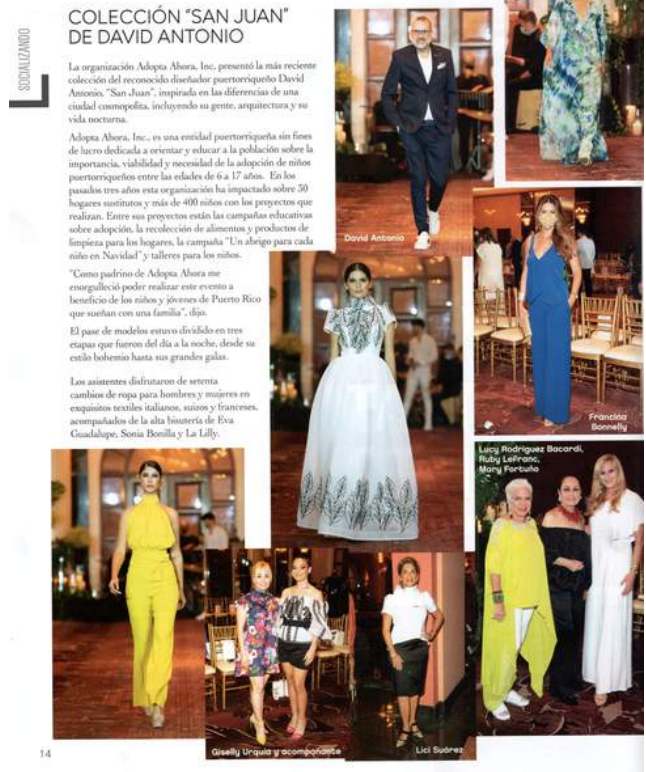 SOCIALIZANDO
COLECCIÓN “SAN JUAN”
DE DAVID ANTONIO
La organización Adopta Ahora, Inc. presentó la más reciente
colección del reconocido diseñador puertorriqueño David
Antonio, “San Juan”, inspirada en las diferencias de una
ciudad cosmopolita, incluyendo su gente, arquitectura y su
vida nocturna.
Adopta Ahora, Inc., es una entidad puertorriqueña sin fines
de lucro dedicada a orientar y educar a la población sobre la
importancia, viabilidad y necesidad de la adopción de niños
puertorriqueños entre las edades de 6 a 17 años. En los
pasados tres años esta organización ha impactado sobre 30
hogares sustitutos y más de 400 niños con los proyectos que
realizan. Entre sus proyectos están las campañas educativas
sobre adopción, la recolección de alimentos y productos de
limpieza para los hogares, la campaña “Un abrigo para cada
niño en Navidad” y talleres para los niños.
“Como padrino de Adopta Ahora me
enorgulleció poder realizar este evento a
beneficio de los niños y jóvenes de Puerto Rico
que sueñan con una familia”, dijo.
El pase de modelos estuvo dividido en tres
etapas que fueron del día a la noche, desde su
estilo bohemio hasta sus grandes galas.
Los asistentes disfrutaron de setenta
cambios de ropa para hombres y mujeres en
exquisitos textiles italianos, suizos y franceses,
acompañados de la alta bisutería de Eva
Guadalupe, Sonia Bonilla y La Lilly.
David Antonio
Francina
Bonnelly
Lucy Rodríguez Bacardí,
Ruby Lefranc,
Mary Fortuño
Giselly Urquía y acompañante
Lici Suárez
14